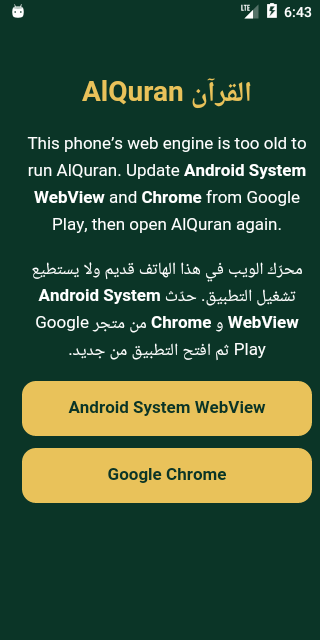 LTE 6:43
AlQuran القرآن
This phone’s web engine is too old to
run AlQuran. Update Android System
WebView and Chrome from Google
Play, then open AlQuran again.
محرّك الويب في هذا الهاتف قديم ولا يستطيع
تشغيل التطبيق. حدّث Android System
WebView و Chrome من متجر Google
Play ثم افتح التطبيق من جديد.
Android System WebView
Google Chrome